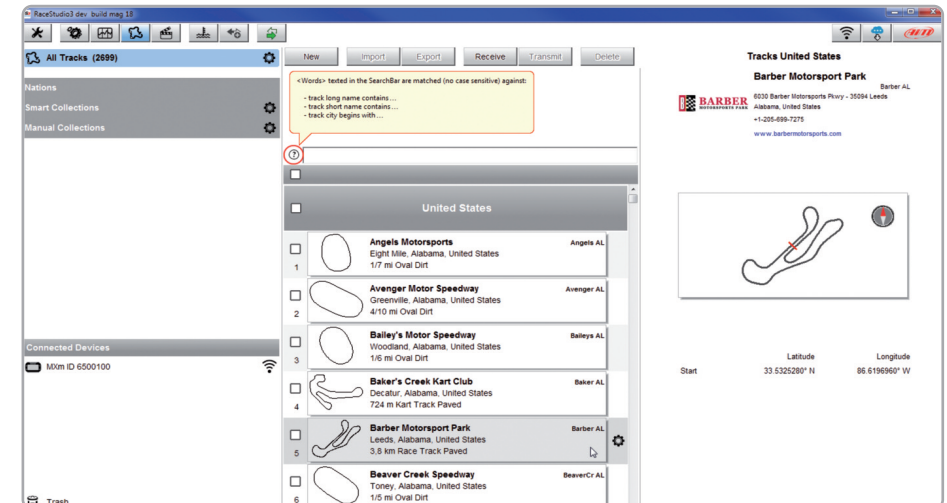 RaceStudio3 dev build mag 18
All Tracks (2699)
Nations
Smart Collections
Manual Collections
Connected Devices
MXm ID 6500100
Trash
New Import Export Receive Transmit Delete
<Words> texted in the SearchBar are matched (no case sensitive) against:
- track long name contains...
- track short name contains...
- track city begins with...
?
United States
Angels Motorsports Angels AL
Eight Mile, Alabama, United States
1/7 mi Oval Dirt
1
Avenger Motor Speedway Avenger AL
Greenville, Alabama, United States
4/10 mi Oval Dirt
2
Bailey's Motor Speedway Baileys AL
Woodland, Alabama, United States
1/6 mi Oval Dirt
3
Baker's Creek Kart Club Baker AL
Decatur, Alabama, United States
724 m Kart Track Paved
4
Barber Motorsport Park Barber AL
Leeds, Alabama, United States
3,8 km Race Track Paved
5
Beaver Creek Speedway BeaverCr AL
Toney, Alabama, United States
1/5 mi Oval Dirt
6
AiM
Tracks United States
Barber Motorsport Park
Barber AL
BARBER
MOTORSPORTS PARK
6030 Barber Motorsports Pkwy - 35094 Leeds
Alabama, United States
+1-205-699-7275
www.barbermotorsports.com
Latitude Longitude
Start 33.5325280° N 86.6196960° W